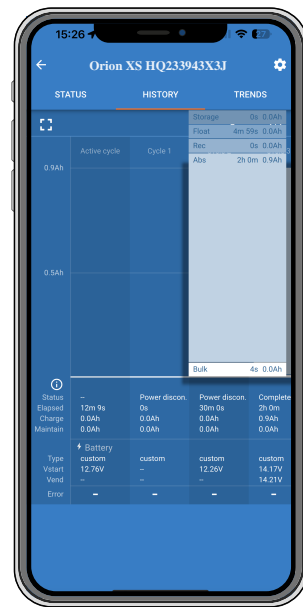 15:26 27
Orion XS HQ233943X3J
STATUS HISTORY TRENDS
Storage 0s 0.0Ah
Float 4m 59s 0.0Ah
Active cycle Cycle 1 Rec 0s 0.0Ah
0.9Ah Abs 2h 0m 0.9Ah
0.5Ah
Bulk 4s 0.0Ah
Status -- Power discon. Power discon. Complete
Elapsed 12m 9s 0s 30m 0s 2h 0m
Charge 0.0Ah 0.0Ah 0.0Ah 0.9Ah
Maintain 0.0Ah 0.0Ah 0.0Ah 0.0Ah
Battery
Type custom custom custom custom
Vstart 12.76V -- 12.26V 14.17V
Vend -- -- -- 14.21V
Error - - - -